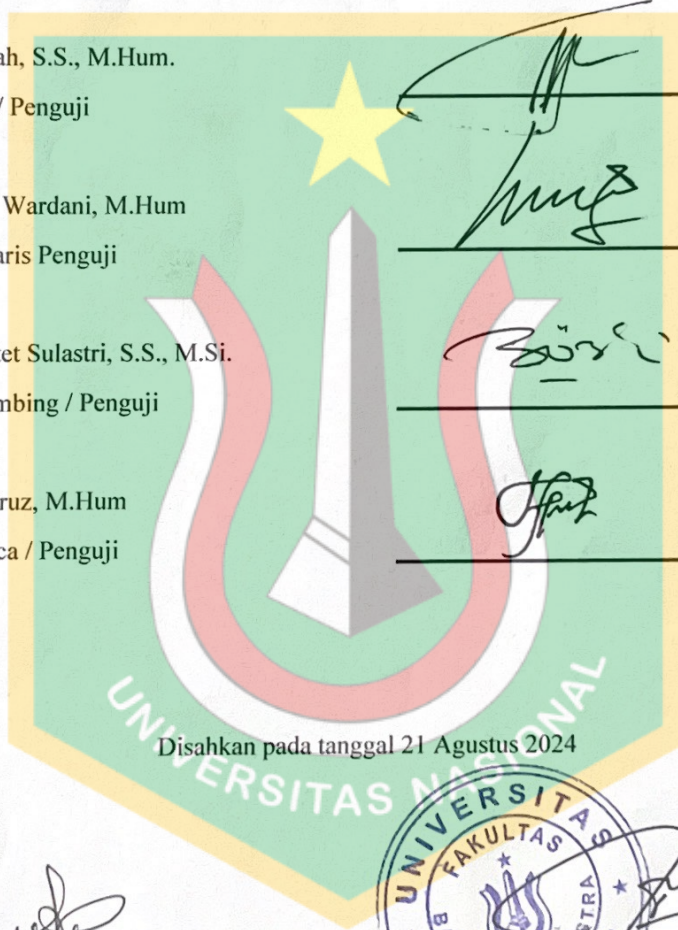 ah, S.S., M.Hum.
/ Penguji
Wardani, M.Hum
aris Penguji
tet Sulastri, S.S., M.Si.
mbing / Penguji
ruz, M.Hum
ca / Penguji
Disahkan pada tanggal 21 Agustus 2024
UNIVERSITAS NASIONAL
UNIVERSITAS
FAKULTAS